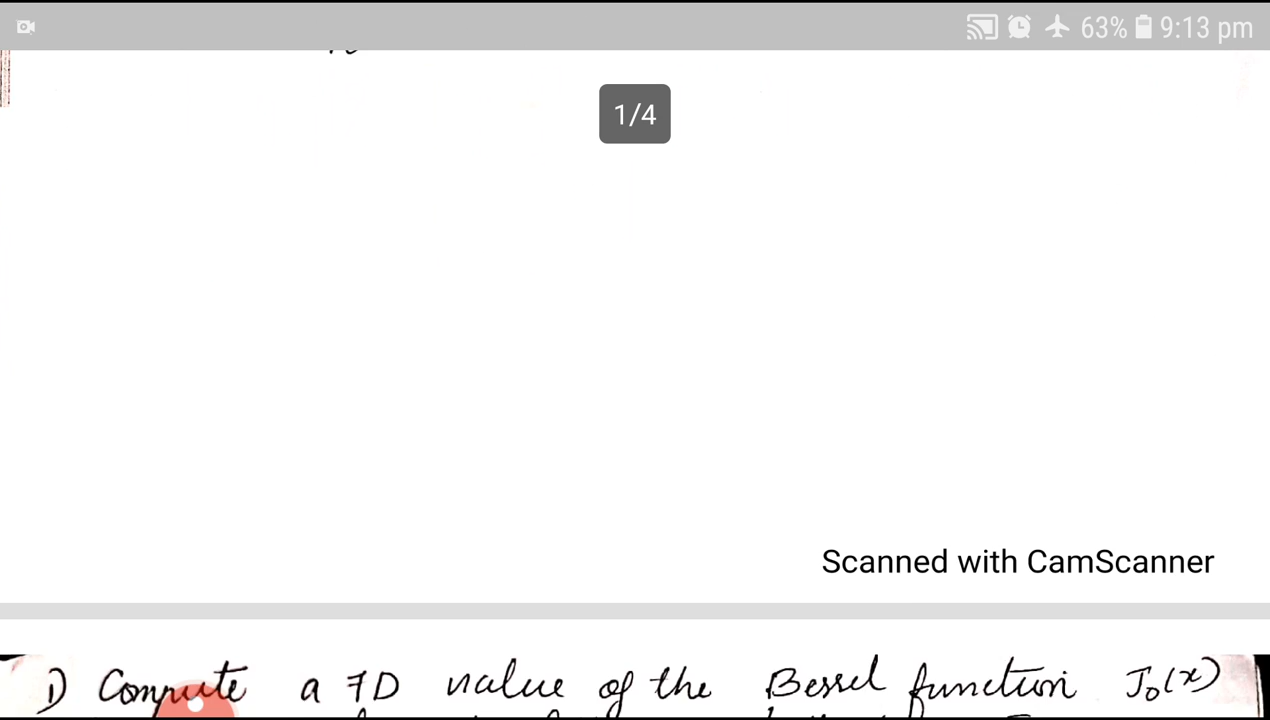 63% 9:13 pm
1/4
Scanned with CamScanner
1) Compute a 7D value of the Bessel function J₀(x)